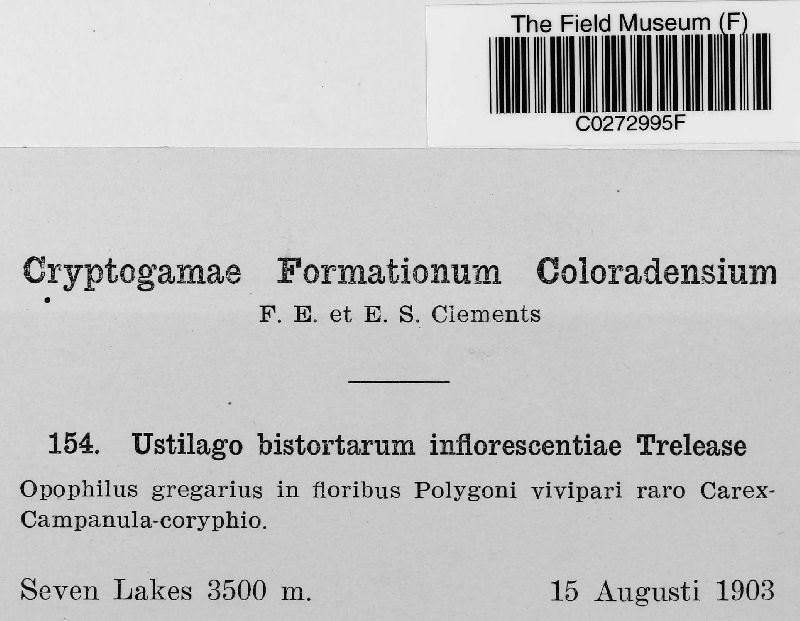 The Field Museum (F)
C0272995F
Cryptogamae Formationum Coloradensium
F. E. et E. S. Clements
154. Ustilago bistortarum inflorescentiae Trelease
Opophilus gregarius in floribus Polygoni vivipari raro Carex-
Campanula-coryphio.
Seven Lakes 3500 m. 15 Augusti 1903